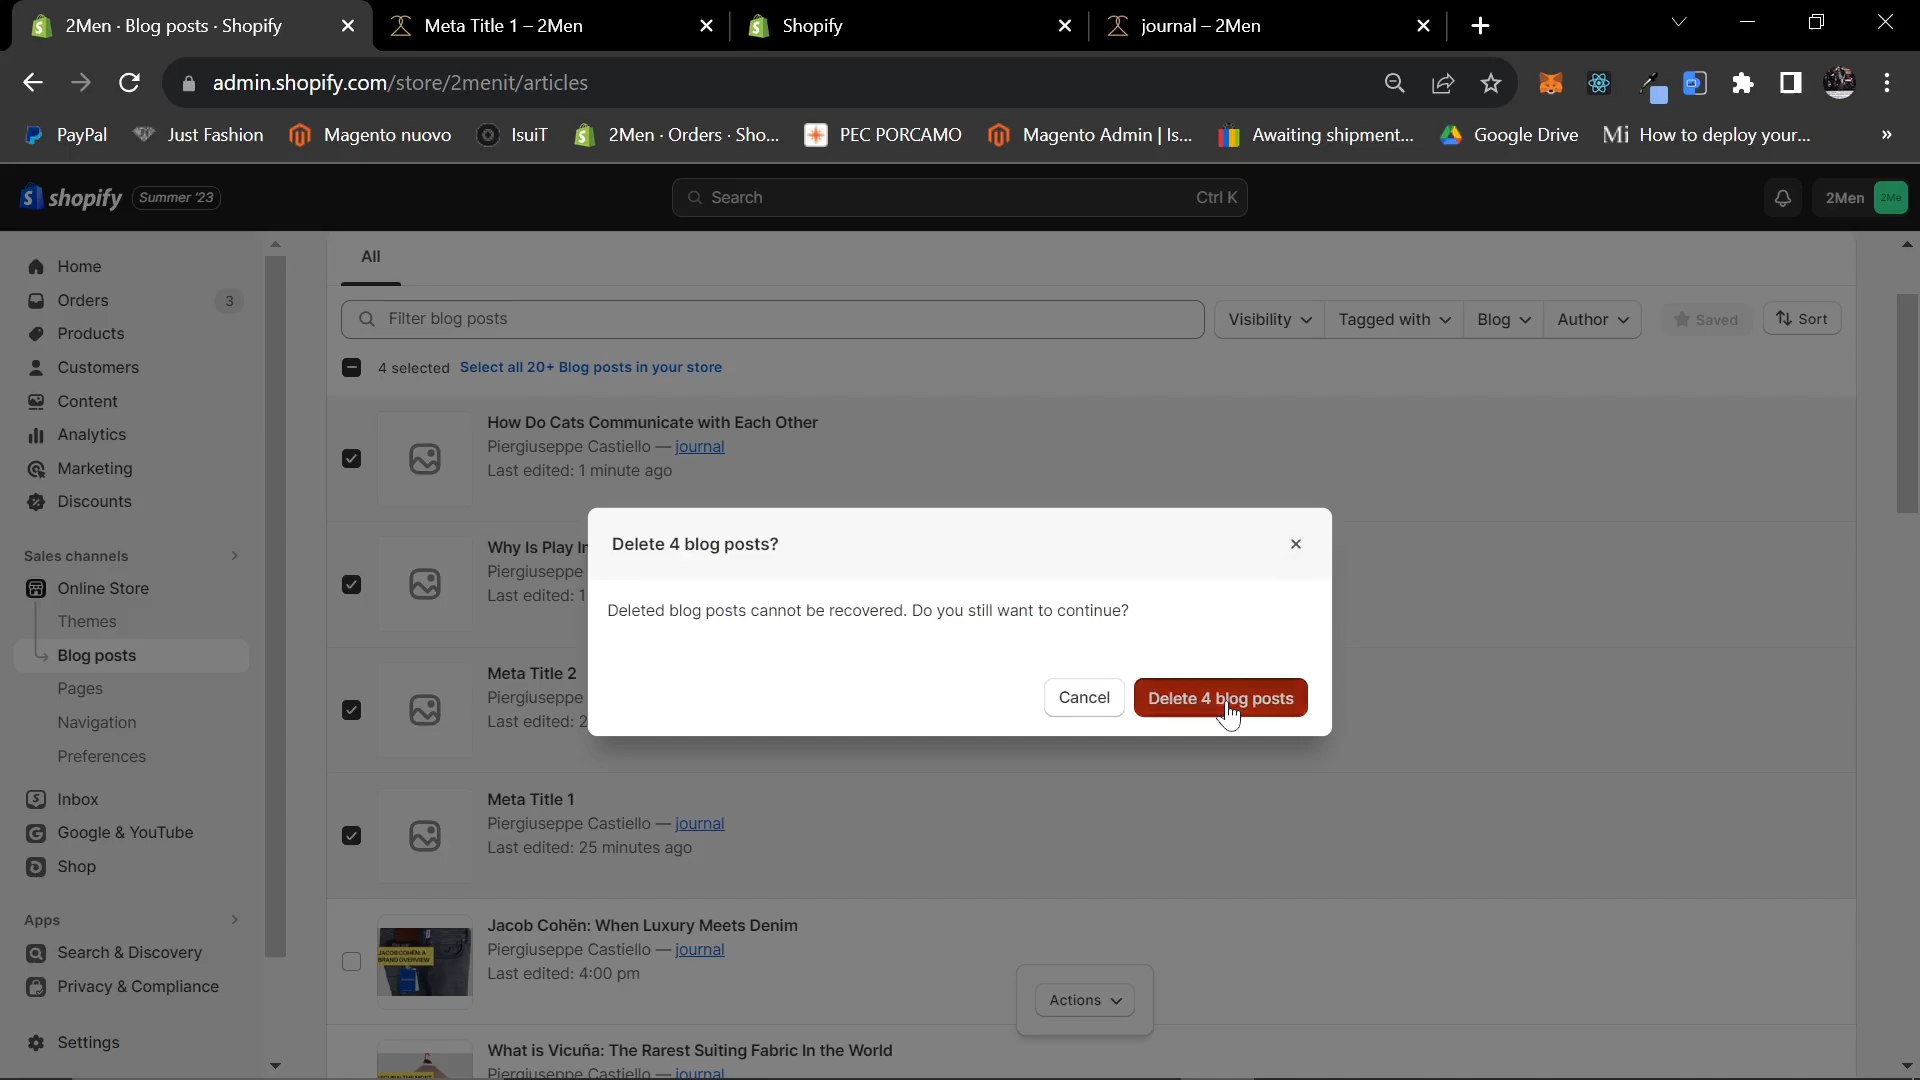 2Men · Blog posts · Shopify
Meta Title 1 – 2Men
Shopify
journal – 2Men
admin.shopify.com/store/2menit/articles
PayPal
Just Fashion
Magento nuovo
IsuiT
2Men · Orders · Sho...
PEC PORCAMO
Magento Admin | Is...
Awaiting shipment...
Google Drive
Mi How to deploy your...
»
shopify Summer '23
Search Ctrl K
2Men 2Me
Home
Orders 3
Products
Customers
Content
Analytics
Marketing
Discounts
Sales channels
Online Store
Themes
Blog posts
Pages
Navigation
Preferences
Inbox
Google & YouTube
Shop
Apps
Search & Discovery
Privacy & Compliance
Settings
All
Filter blog posts
Visibility Tagged with Blog Author Saved Sort
4 selected Select all 20+ Blog posts in your store
How Do Cats Communicate with Each Other
Piergiuseppe Castiello — journal
Last edited: 1 minute ago
Why Is Play Im
Piergiuseppe
Last edited: 1
Meta Title 2
Piergiuseppe
Last edited: 2
Meta Title 1
Piergiuseppe Castiello — journal
Last edited: 25 minutes ago
JACOB COHËN: A
BRAND OVERVIEW
Jacob Cohën: When Luxury Meets Denim
Piergiuseppe Castiello — journal
Last edited: 4:00 pm
What is Vicuña: The Rarest Suiting Fabric In the World
Piergiuseppe Castiello — journal
Actions
Delete 4 blog posts?
Deleted blog posts cannot be recovered. Do you still want to continue?
Cancel
Delete 4 blog posts